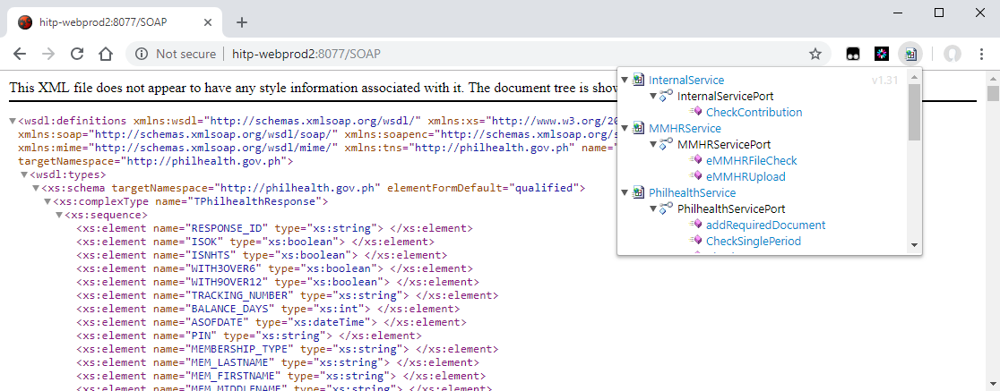 hitp-webprod2:8077/SOAP
Not secure
hitp-webprod2:8077/SOAP
This XML file does not appear to have any style information associated with it. The document tree is show
<wsdl:definitions xmlns:wsdl="http://schemas.xmlsoap.org/wsdl/" xmlns:xs="http://www.w3.org/20
xmlns:soap="http://schemas.xmlsoap.org/wsdl/soap/" xmlns:soapenc="http://schemas.xmlsoap.org/
xmlns:mime="http://schemas.xmlsoap.org/wsdl/mime/" xmlns:tns="http://philhealth.gov.ph" name="
targetNamespace="http://philhealth.gov.ph">
<wsdl:types>
<xs:schema targetNamespace="http://philhealth.gov.ph" elementFormDefault="qualified">
<xs:complexType name="TPhilhealthResponse">
<xs:sequence>
<xs:element name="RESPONSE_ID" type="xs:string"> </xs:element>
<xs:element name="ISOK" type="xs:boolean"> </xs:element>
<xs:element name="ISNHTS" type="xs:boolean"> </xs:element>
<xs:element name="WITH3OVER6" type="xs:boolean"> </xs:element>
<xs:element name="WITH9OVER12" type="xs:boolean"> </xs:element>
<xs:element name="TRACKING_NUMBER" type="xs:string"> </xs:element>
<xs:element name="BALANCE_DAYS" type="xs:int"> </xs:element>
<xs:element name="ASOFDATE" type="xs:dateTime"> </xs:element>
<xs:element name="PIN" type="xs:string"> </xs:element>
<xs:element name="MEMBERSHIP_TYPE" type="xs:string"> </xs:element>
<xs:element name="MEM_LASTNAME" type="xs:string"> </xs:element>
<xs:element name="MEM_FIRSTNAME" type="xs:string"> </xs:element>
<xs:element name="MEM_MIDDLENAME" type="xs:string"> </xs:element>
InternalService
v1.31
InternalServicePort
CheckContribution
MMHRService
MMHRServicePort
eMMHRFileCheck
eMMHRUpload
PhilhealthService
PhilhealthServicePort
addRequiredDocument
CheckSinglePeriod